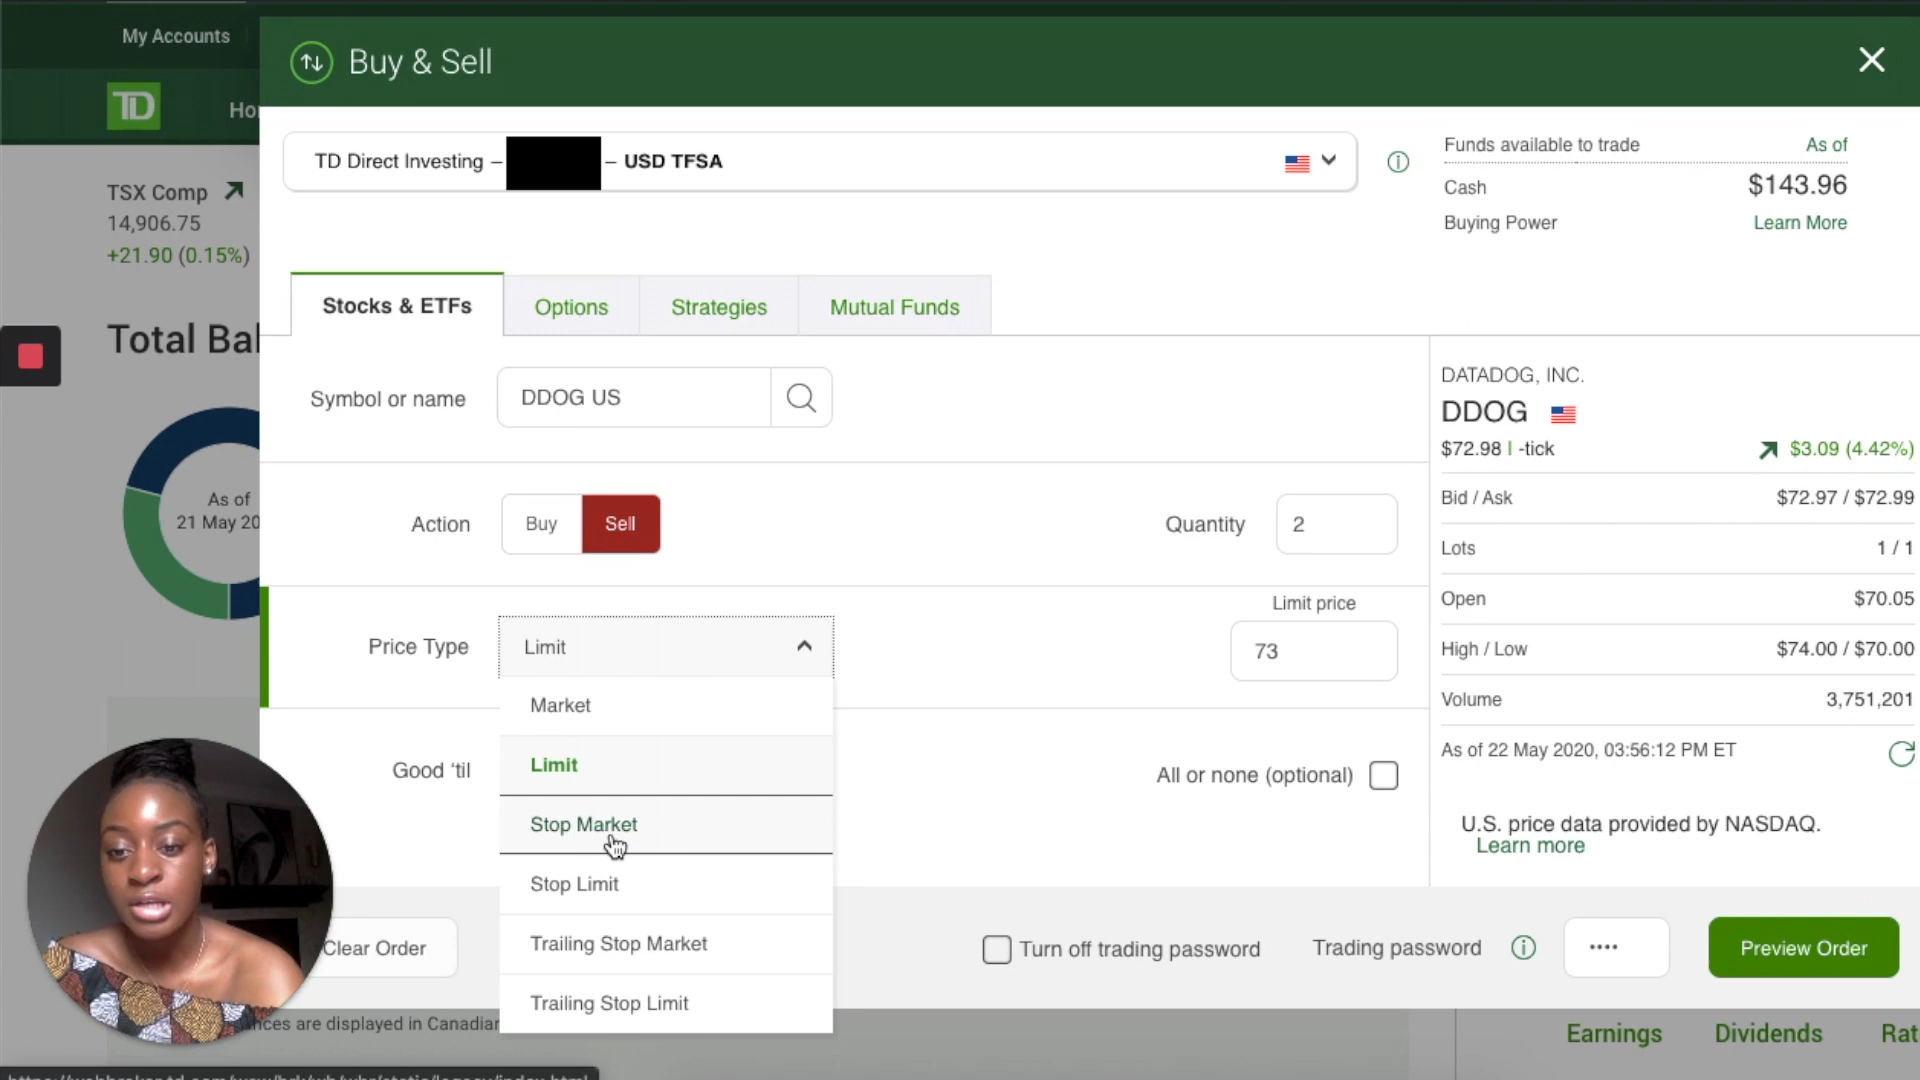 My Accounts
Buy & Sell
TD
TD Direct Investing –
– USD TFSA
Funds available to trade
As of
Cash
$143.96
Buying Power
Learn More
TSX Comp
14,906.75
+21.90 (0.15%)
Stocks & ETFs
Options
Strategies
Mutual Funds
Total
Symbol or name
DDOG US
DATADOG, INC.
DDOG
$72.98 | -tick
$3.09 (4.42%)
Bid / Ask
$72.97 / $72.99
As of
21 May
Action
Buy
Sell
Quantity
2
Lots
1 / 1
Open
$70.05
Limit price
Price Type
Limit
73
High / Low
$74.00 / $70.00
Market
Volume
3,751,201
Limit
As of 22 May 2020, 03:56:12 PM ET
Good ‘til
All or none (optional)
Stop Market
U.S. price data provided by NASDAQ.
Learn more
Stop Limit
Clear Order
Trailing Stop Market
Turn off trading password
Trading password
••••
Preview Order
Trailing Stop Limit
are displayed in Canadian
Earnings
Dividends